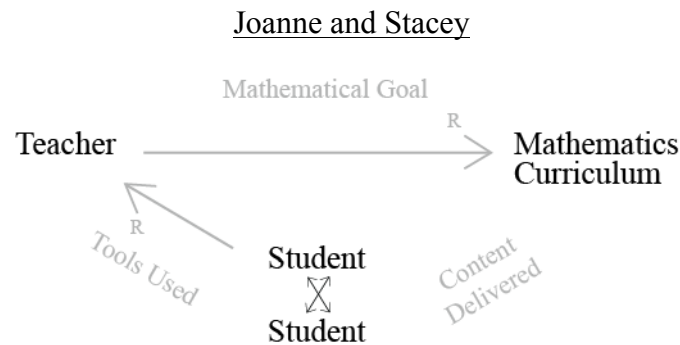 Joanne and Stacey
Mathematical Goal
R
Teacher
Mathematics
Curriculum
R
Tools Used
Student
Student
Content
Delivered